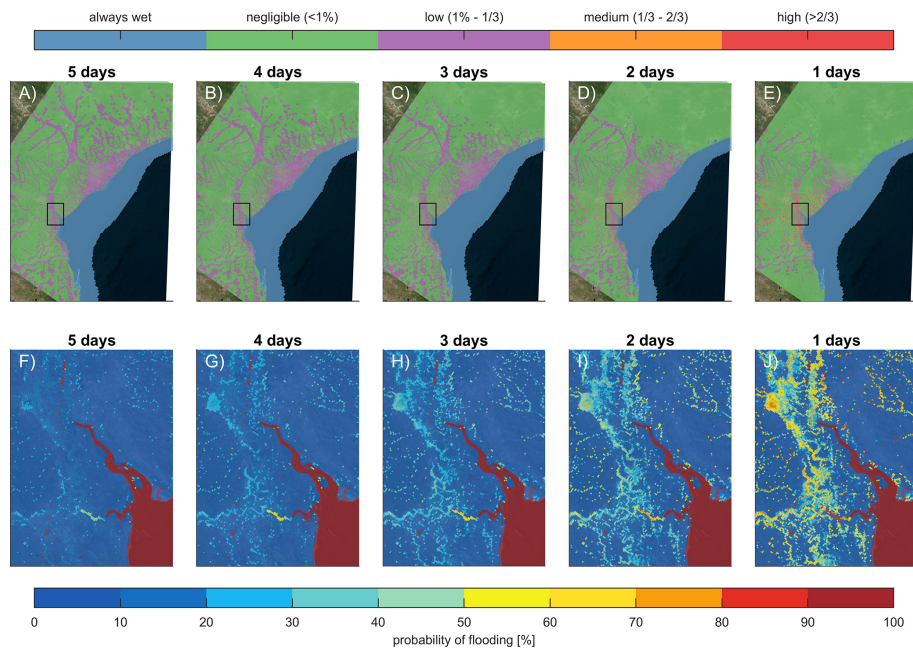 always wet negligible (<1%) low (1% - 1/3) medium (1/3 - 2/3) high (>2/3)
5 days 4 days 3 days 2 days 1 days
A) B) C) D) E)
5 days 4 days 3 days 2 days 1 days
F) G) H) I) J)
0 10 20 30 40 50 60 70 80 90 100
probability of flooding [%]